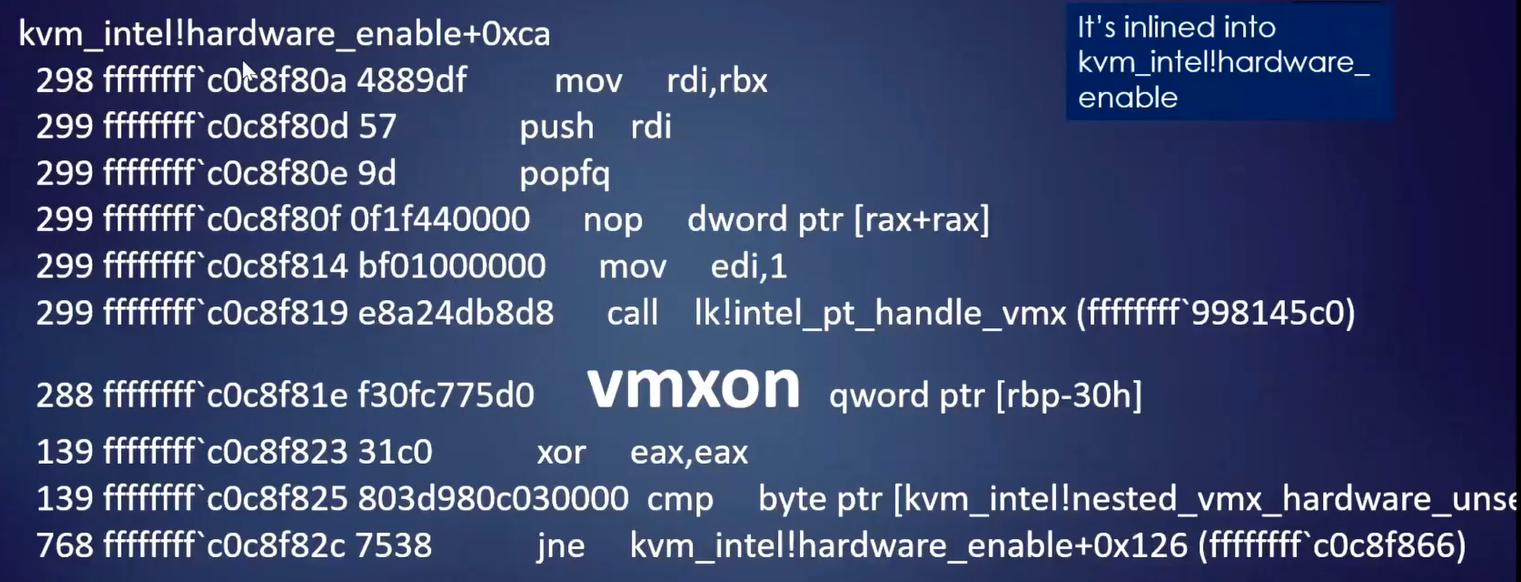 kvm_intel!hardware_enable+0xca
298 ffffffff`c0c8f80a 4889df mov rdi,rbx
299 ffffffff`c0c8f80d 57 push rdi
299 ffffffff`c0c8f80e 9d popfq
299 ffffffff`c0c8f80f 0f1f440000 nop dword ptr [rax+rax]
299 ffffffff`c0c8f814 bf01000000 mov edi,1
299 ffffffff`c0c8f819 e8a24db8d8 call lk!intel_pt_handle_vmx (ffffffff`998145c0)
288 ffffffff`c0c8f81e f30fc775d0 vmxon qword ptr [rbp-30h]
139 ffffffff`c0c8f823 31c0 xor eax,eax
139 ffffffff`c0c8f825 803d980c030000 cmp byte ptr [kvm_intel!nested_vmx_hardware_unse
768 ffffffff`c0c8f82c 7538 jne kvm_intel!hardware_enable+0x126 (ffffffff`c0c8f866)
It's inlined into
kvm_intel!hardware_
enable